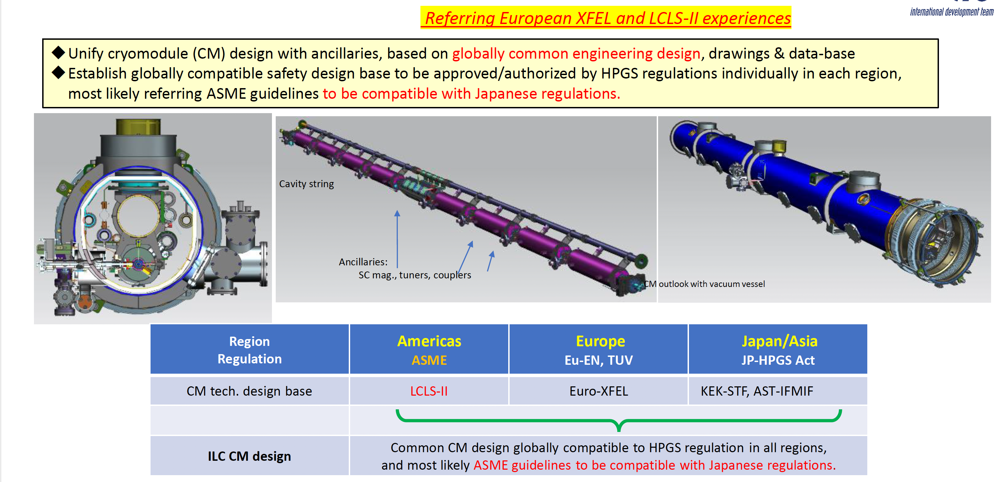 Referring European XFEL and LCLS-II experiences
international development team
◆Unify cryomodule (CM) design with ancillaries, based on globally common engineering design, drawings & data-base
◆Establish globally compatible safety design base to be approved/authorized by HPGS regulations individually in each region,
most likely referring ASME guidelines to be compatible with Japanese regulations.
Cavity string
YC
Ancillaries:
SC mag., tuners, couplers
CM outlook with vacuum vessel
Region
Regulation
Americas
ASME
Europe
Eu-EN, TUV
Japan/Asia
JP-HPGS Act
CM tech. design base
LCLS-II
Euro-XFEL
KEK-STF, AST-IFMIF
ILC CM design
Common CM design globally compatible to HPGS regulation in all regions,
and most likely ASME guidelines to be compatible with Japanese regulations.